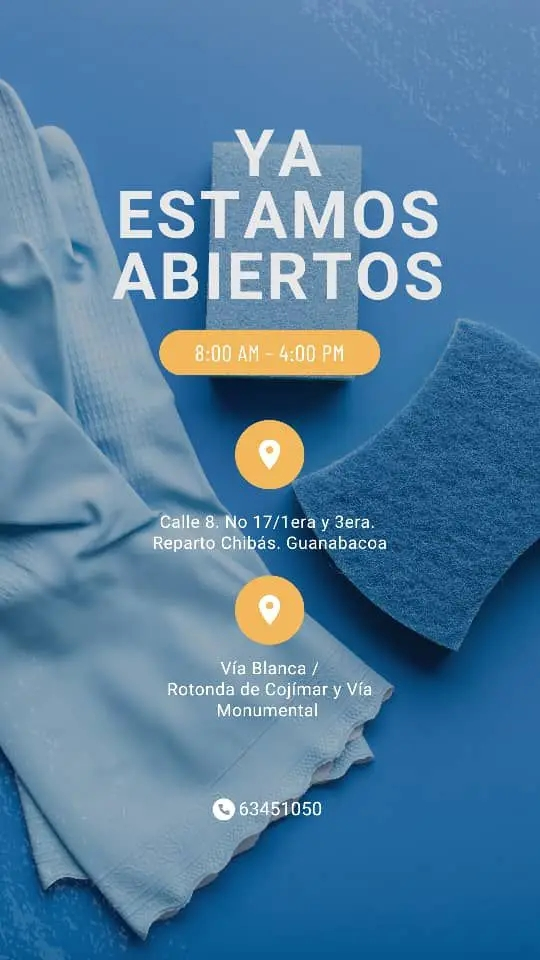 YA
ESTAMOS
ABIERTOS
8:00 AM - 4:00 PM
Calle 8. No 17/1era y 3era.
Reparto Chibás. Guanabacoa
Vía Blanca /
Rotonda de Cojímar y Vía
Monumental
63451050